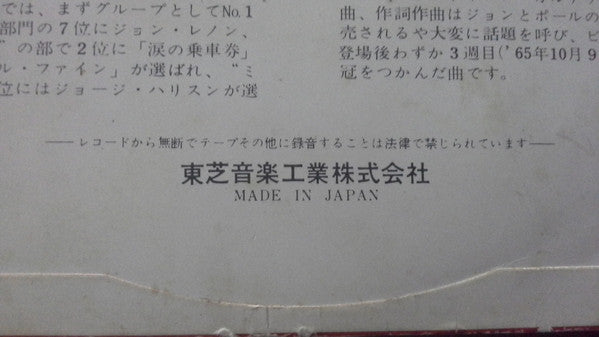 では、まずグループとしてNo.1
部門の7位にジョン・レノン、
”の部で2位に「涙の乗車券」
ル・ファイン」が選ばれ、“ミ
位にはジョージ・ハリスンが選
曲、作詞作曲はジョンとポールの
売されるや大変に話題を呼び、ビ
登場後わずか3週目('65年10月9
冠をつかんだ曲です。
レコードから無断でテープその他に録音することは法律で禁じられています
東芝音楽工業株式会社
MADE IN JAPAN